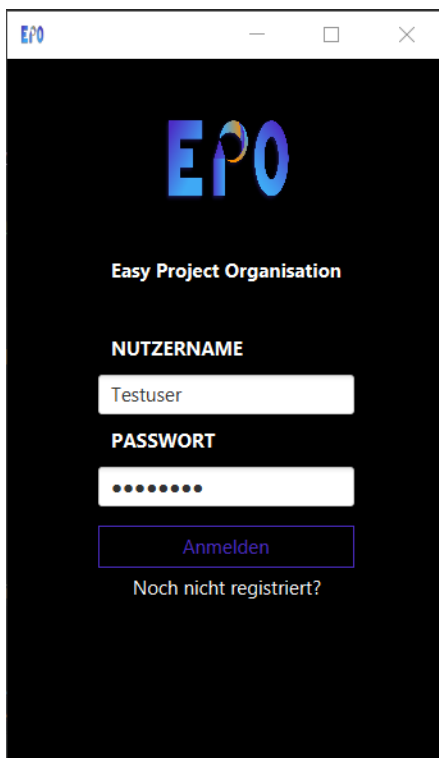 EPO
EPO
Easy Project Organisation
NUTZERNAME
Testuser
PASSWORT
●●●●●●●●
Anmelden
Noch nicht registriert?